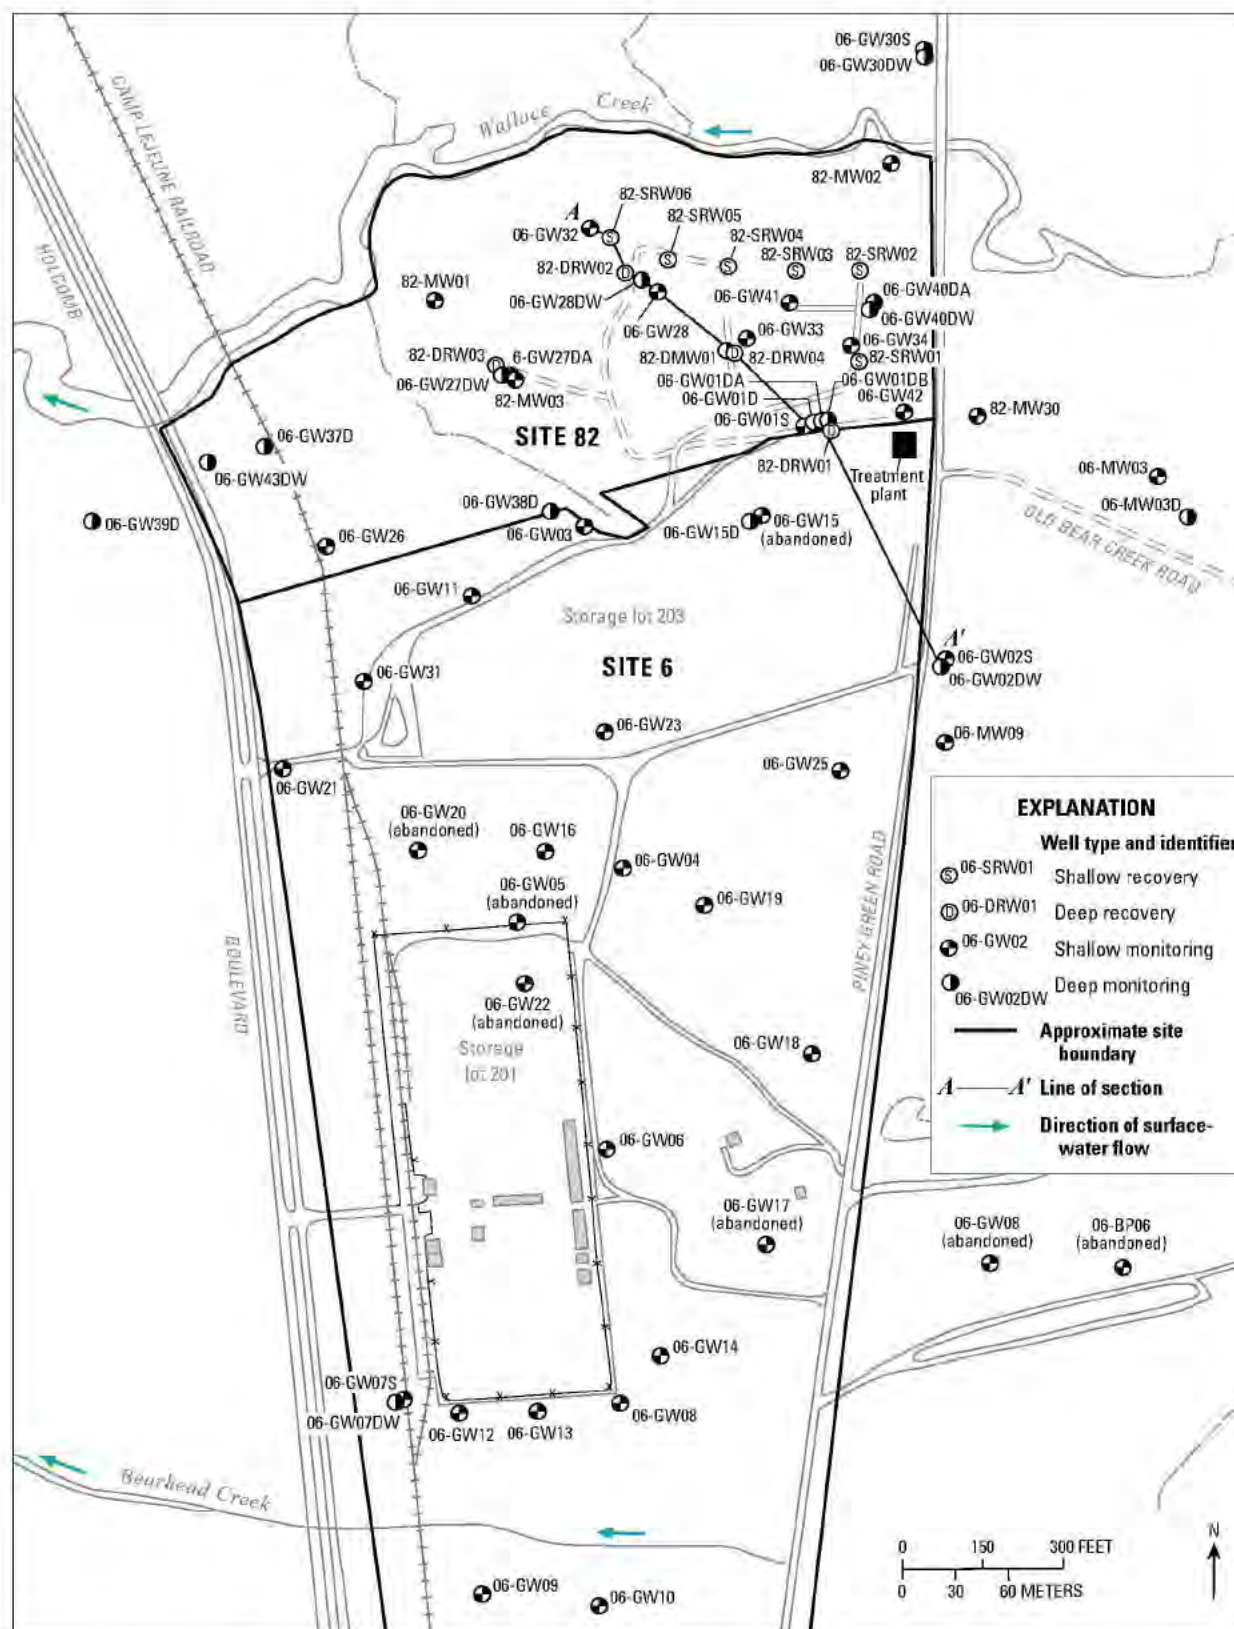 06-GW30S
06-GW30DW
CAMP LEJEUNE RAILROAD
Wallace Creek
82-MW02
82-SRW06
A
06-GW32
82-SRW05
82-SRW04
82-SRW03
82-SRW02
HOLCOMB
82-DRW02
82-MW01
06-GW28DW
06-GW41
06-GW40DA
06-GW40DW
06-GW28
06-GW33
06-GW34
82-DRW03
6-GW27DA
82-DMW01
82-DRW04
82-SRW01
06-GW27DW
06-GW01DA
06-GW01DB
82-MW03
06-GW01D
06-GW42
06-GW01S
82-MW30
SITE 82
06-GW37D
82-DRW01
06-GW43DW
Treatment
plant
06-MW03
06-MW03D
06-GW39D
06-GW38D
06-GW03
06-GW15D
06-GW15
(abandoned)
06-GW26
OLD BEAR CREEK ROAD
06-GW11
Storage lot 203
A'
06-GW31
SITE 6
06-GW02S
06-GW02DW
06-GW23
06-MW09
06-GW21
06-GW25
06-GW20
(abandoned)
06-GW16
06-GW04
06-GW05
(abandoned)
06-GW19
BOULEVARD
PINEY GREEN ROAD
06-GW22
(abandoned)
Storage
lot 201
06-GW18
06-GW06
06-GW17
(abandoned)
06-GW08
(abandoned)
06-BP06
(abandoned)
06-GW14
06-GW07S
06-GW07DW
06-GW12
06-GW13
06-GW08
Bearhead Creek
06-GW09
06-GW10
EXPLANATION
Well type and identifier
06-SRW01 Shallow recovery
06-DRW01 Deep recovery
06-GW02 Shallow monitoring
06-GW02DW Deep monitoring
Approximate site
boundary
A A' Line of section
Direction of surface-
water flow
0 150 300 FEET
0 30 60 METERS
N